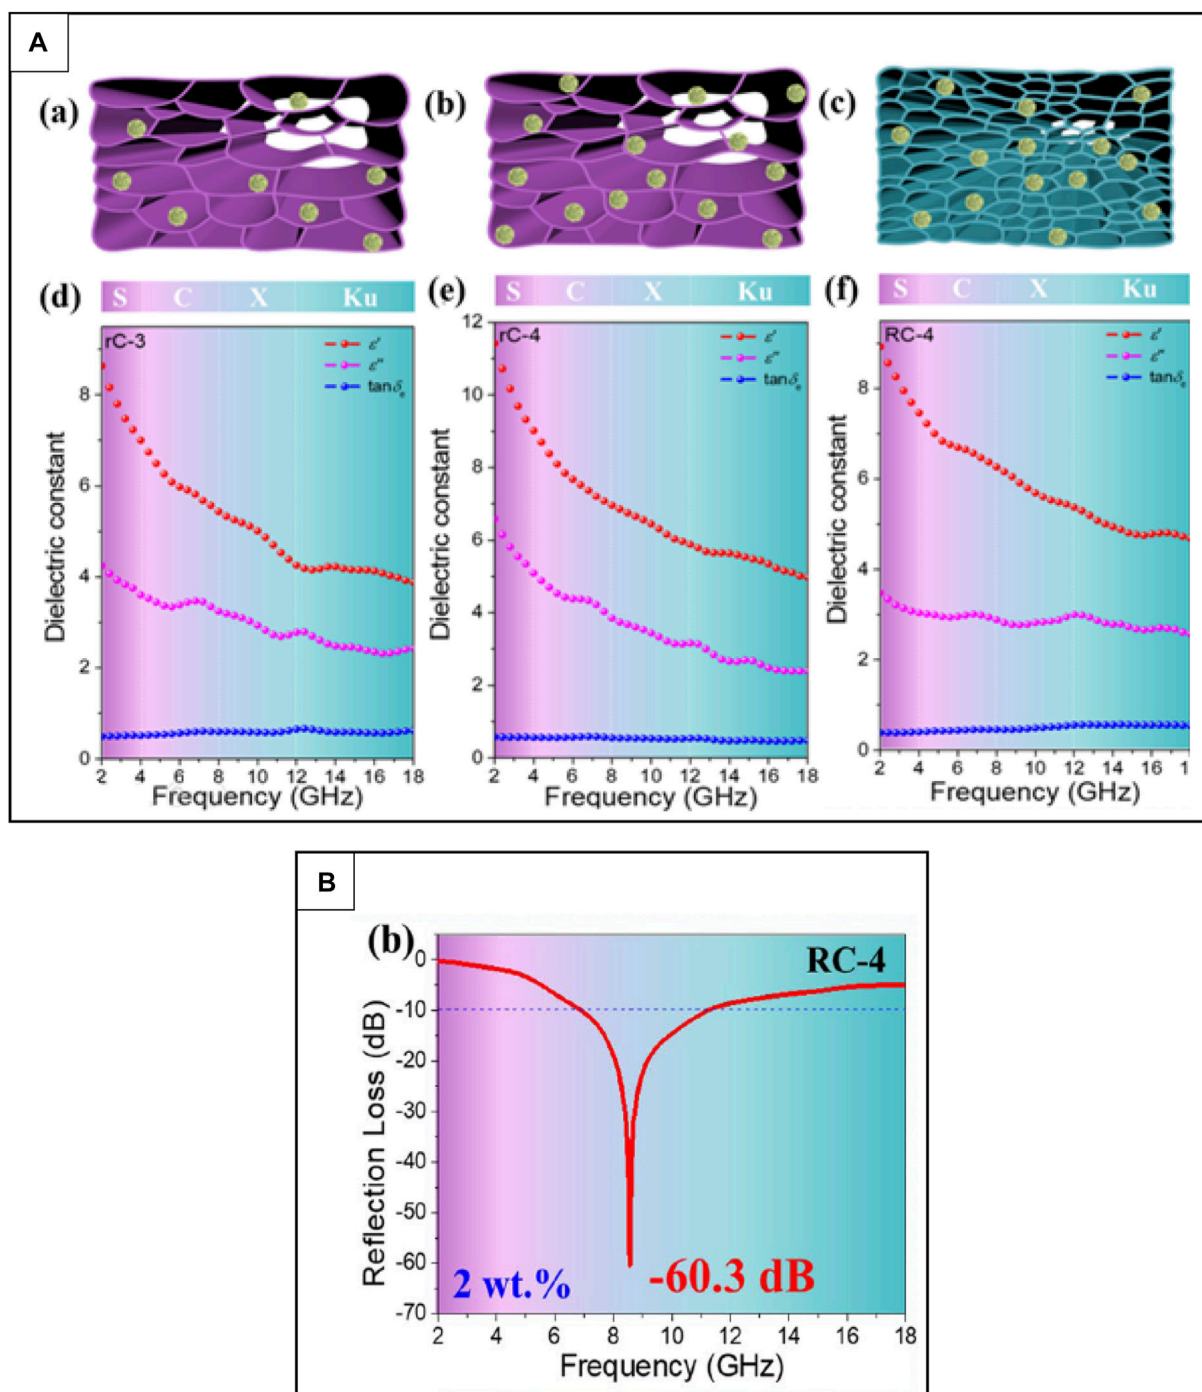 A
(a)
(b)
(c)
(d)
S C X Ku
rC-3
ε'
ε"
tanδe
Dielectric constant
8
6
4
2
0
2 4 6 8 10 12 14 16 18
Frequency (GHz)
(e)
S C X Ku
rC-4
ε'
ε"
tanδe
Dielectric constant
12
10
8
6
4
2
0
2 4 6 8 10 12 14 16 18
Frequency (GHz)
(f)
S C X Ku
RC-4
ε'
ε"
tanδe
Dielectric constant
8
6
4
2
0
2 4 6 8 10 12 14 16 1
Frequency (GHz)
B
(b)
RC-4
Reflection Loss (dB)
0
-10
-20
-30
-40
-50
-60
-70
2 wt.%
-60.3 dB
2 4 6 8 10 12 14 16 18
Frequency (GHz)